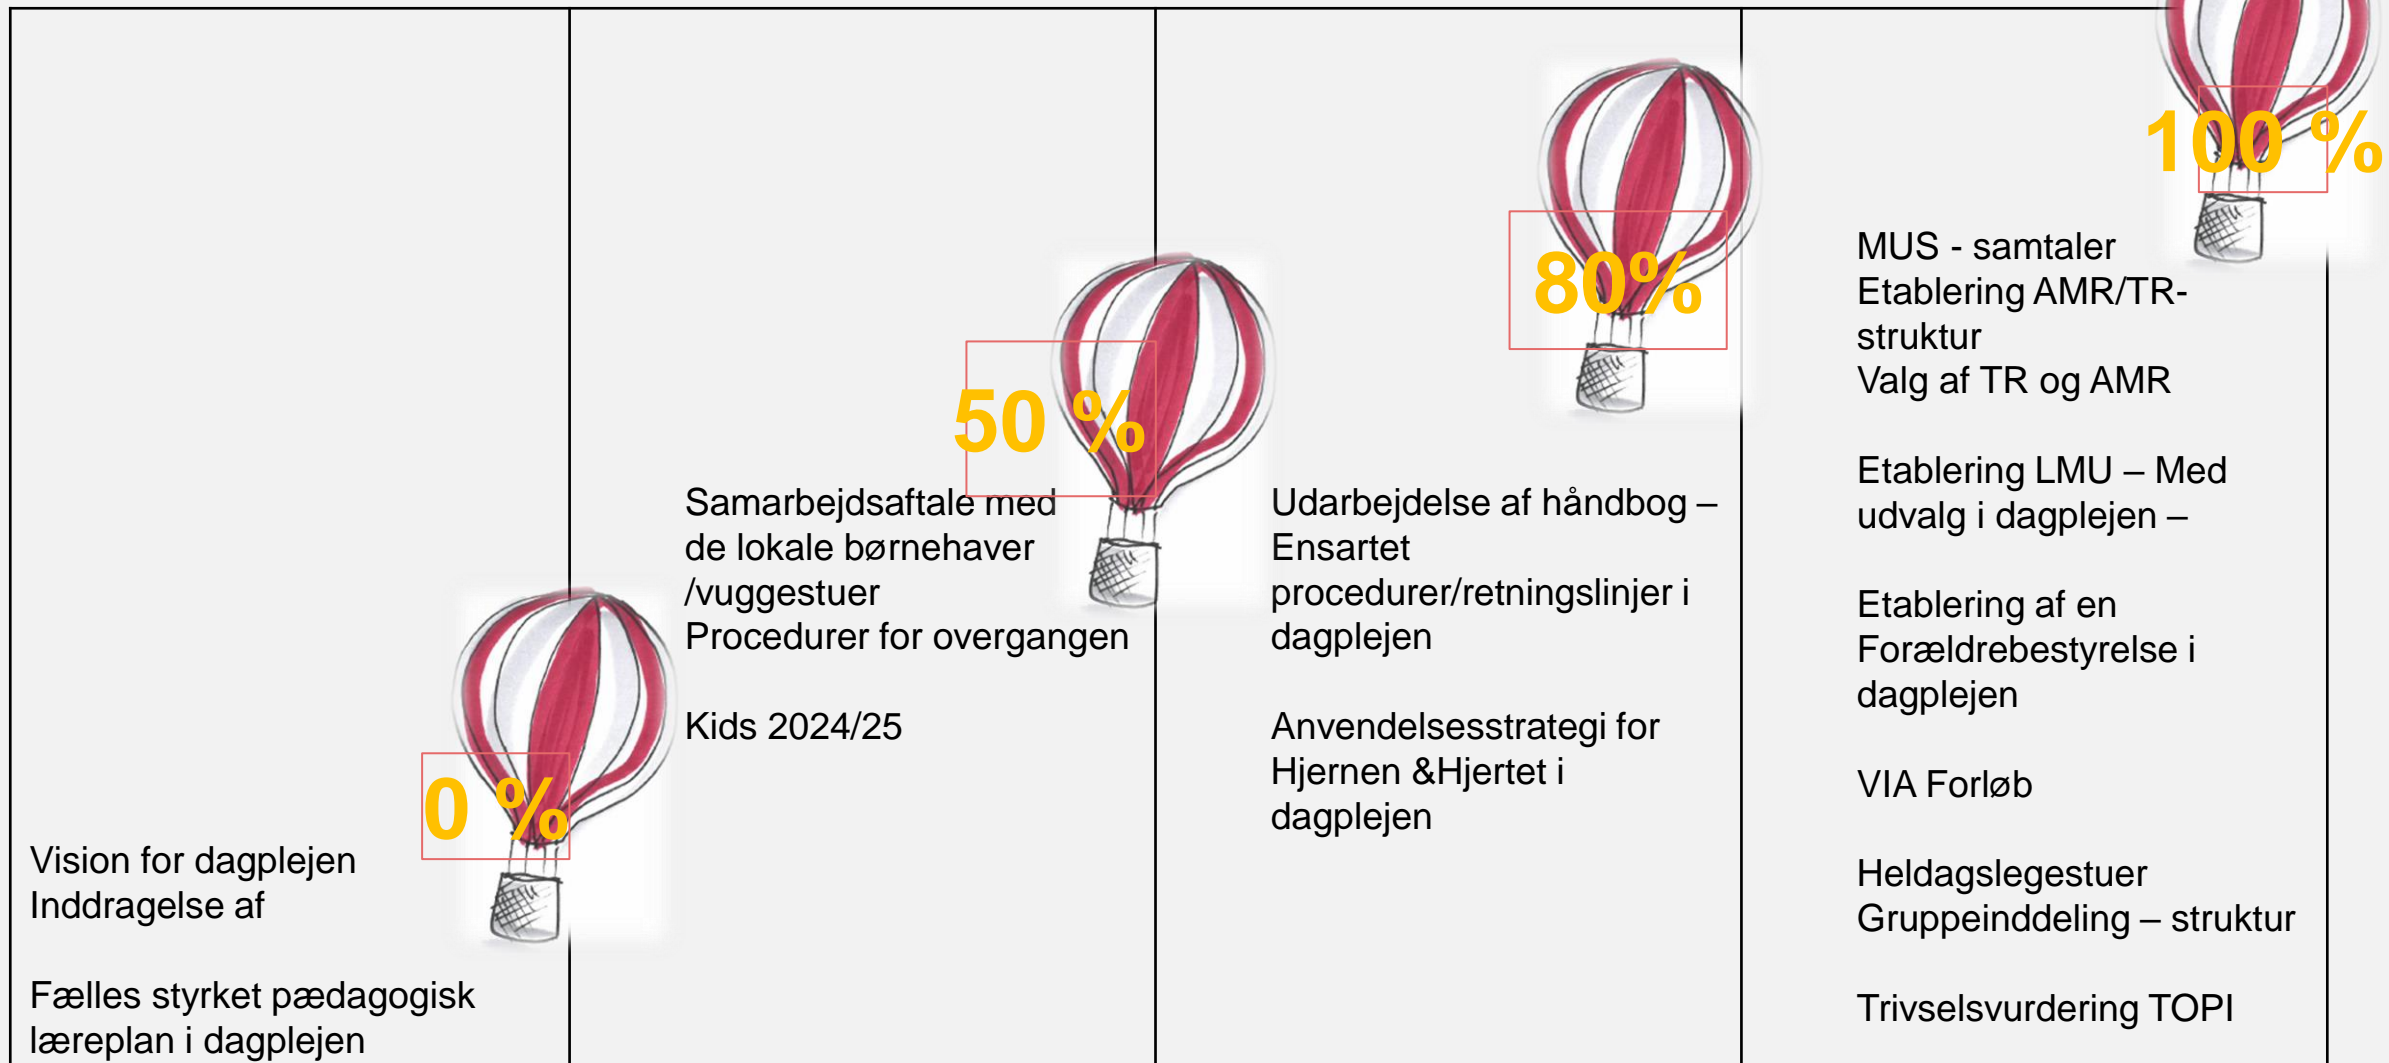 0 %
Vision for dagplejen
Inddragelse af
Fælles styrket pædagogisk
læreplan i dagplejen
50 %
Samarbejdsaftale med
de lokale børnehaver
/vuggestuer
Procedurer for overgangen
Kids 2024/25
80%
Udarbejdelse af håndbog –
Ensartet
procedurer/retningslinjer i
dagplejen
Anvendelsesstrategi for
Hjernen &Hjertet i
dagplejen
100 %
MUS - samtaler
Etablering AMR/TR-
struktur
Valg af TR og AMR
Etablering LMU – Med
udvalg i dagplejen –
Etablering af en
Forældrebestyrelse i
dagplejen
VIA Forløb
Heldagslegestuer
Gruppeinddeling – struktur
Trivselsvurdering TOPI